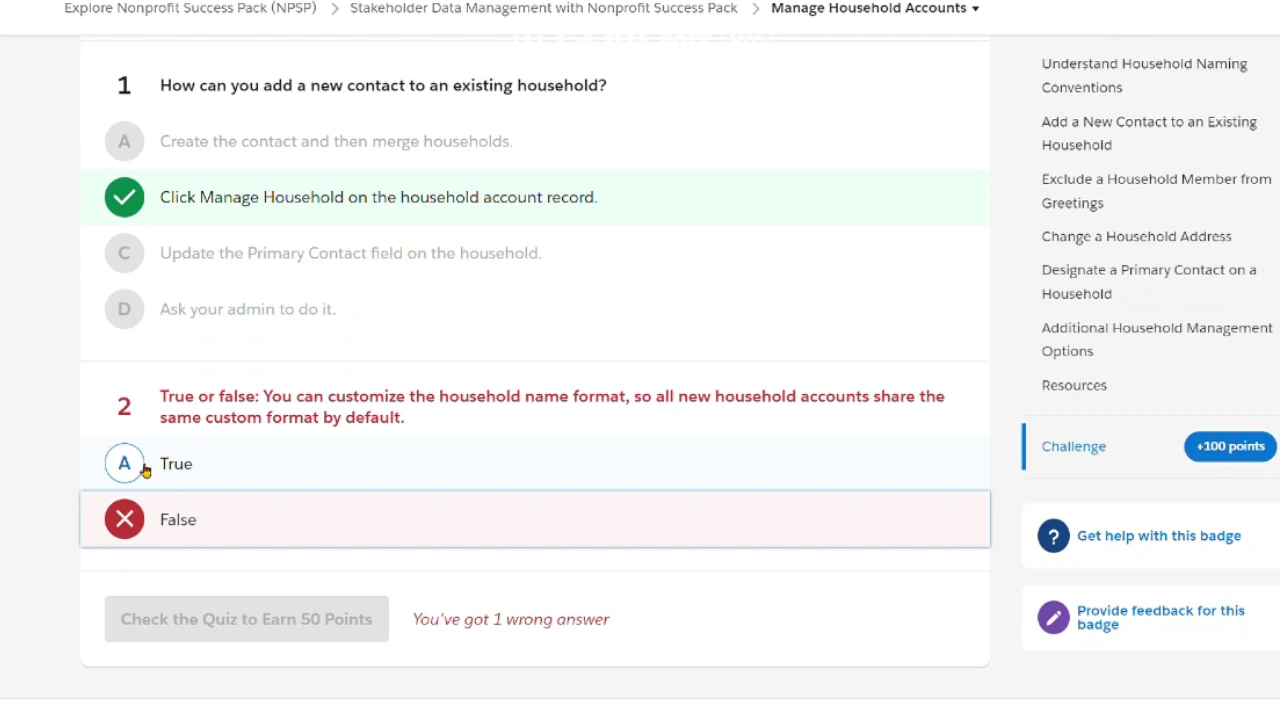 Explore Nonprofit Success Pack (NPSP) > Stakeholder Data Management with Nonprofit Success Pack > Manage Household Accounts
1 How can you add a new contact to an existing household?
A Create the contact and then merge households.
Click Manage Household on the household account record.
C Update the Primary Contact field on the household.
D Ask your admin to do it.
2 True or false: You can customize the household name format, so all new household accounts share the
same custom format by default.
A True
False
Check the Quiz to Earn 50 Points You've got 1 wrong answer
Understand Household Naming
Conventions
Add a New Contact to an Existing
Household
Exclude a Household Member from
Greetings
Change a Household Address
Designate a Primary Contact on a
Household
Additional Household Management
Options
Resources
Challenge +100 points
? Get help with this badge
Provide feedback for this
badge